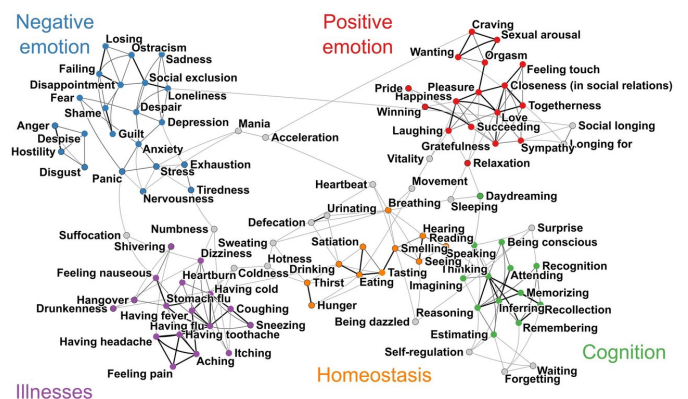 Negative
emotion
Losing
Ostracism
Sadness
Failing
Disappointment
Social exclusion
Fear
Loneliness
Shame
Despair
Depression
Guilt
Anger
Despise
Hostility
Disgust
Anxiety
Panic
Stress
Exhaustion
Tiredness
Nervousness
Mania
Acceleration
Positive
emotion
Craving
Sexual arousal
Wanting
Orgasm
Feeling touch
Pride
Pleasure
Closeness (in social relations)
Happiness
Winning
Togetherness
Love
Laughing
Succeeding
Social longing
Gratefulness
Sympathy
Longing for
Vitality
Relaxation
Heartbeat
Movement
Daydreaming
Breathing
Sleeping
Urinating
Defecation
Suffocation
Numbness
Sweating
Shivering
Dizziness
Hotness
Feeling nauseous
Heartburn
Coldness
Having cold
Hangover
Stomach flu
Drunkenness
Having fever
Coughing
Having flu
Sneezing
Having headache
Having toothache
Aching
Itching
Feeling pain
Illnesses
Satiation
Drinking
Thirst
Eating
Tasting
Hunger
Hearing
Reading
Smelling
Speaking
Seeing
Being dazzled
Homeostasis
Surprise
Being conscious
Thinking
Attending
Recognition
Imagining
Memorizing
Reasoning
Inferring
Recollection
Remembering
Estimating
Self-regulation
Waiting
Forgetting
Cognition